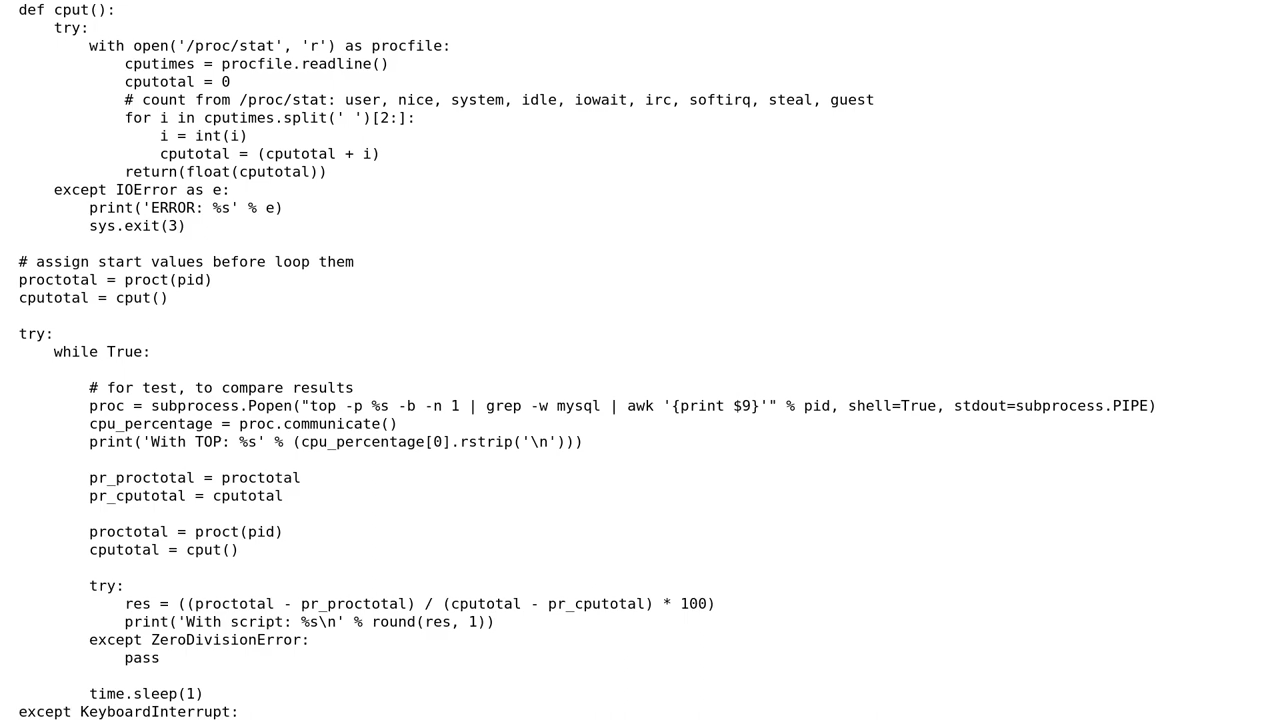 def cput():
    try:
        with open('/proc/stat', 'r') as procfile:
            cputimes = procfile.readline()
            cputotal = 0
            # count from /proc/stat: user, nice, system, idle, iowait, irc, softirq, steal, guest
            for i in cputimes.split(' ')[2:]:
                i = int(i)
                cputotal = (cputotal + i)
            return(float(cputotal))
    except IOError as e:
        print('ERROR: %s' % e)
        sys.exit(3)

# assign start values before loop them
proctotal = proct(pid)
cputotal = cput()

try:
    while True:

        # for test, to compare results
        proc = subprocess.Popen("top -p %s -b -n 1 | grep -w mysql | awk '{print $9}'" % pid, shell=True, stdout=subprocess.PIPE)
        cpu_percentage = proc.communicate()
        print('With TOP: %s' % (cpu_percentage[0].rstrip('\n')))

        pr_proctotal = proctotal
        pr_cputotal = cputotal

        proctotal = proct(pid)
        cputotal = cput()

        try:
            res = ((proctotal - pr_proctotal) / (cputotal - pr_cputotal) * 100)
            print('With script: %s\n' % round(res, 1))
        except ZeroDivisionError:
            pass

        time.sleep(1)
except KeyboardInterrupt: